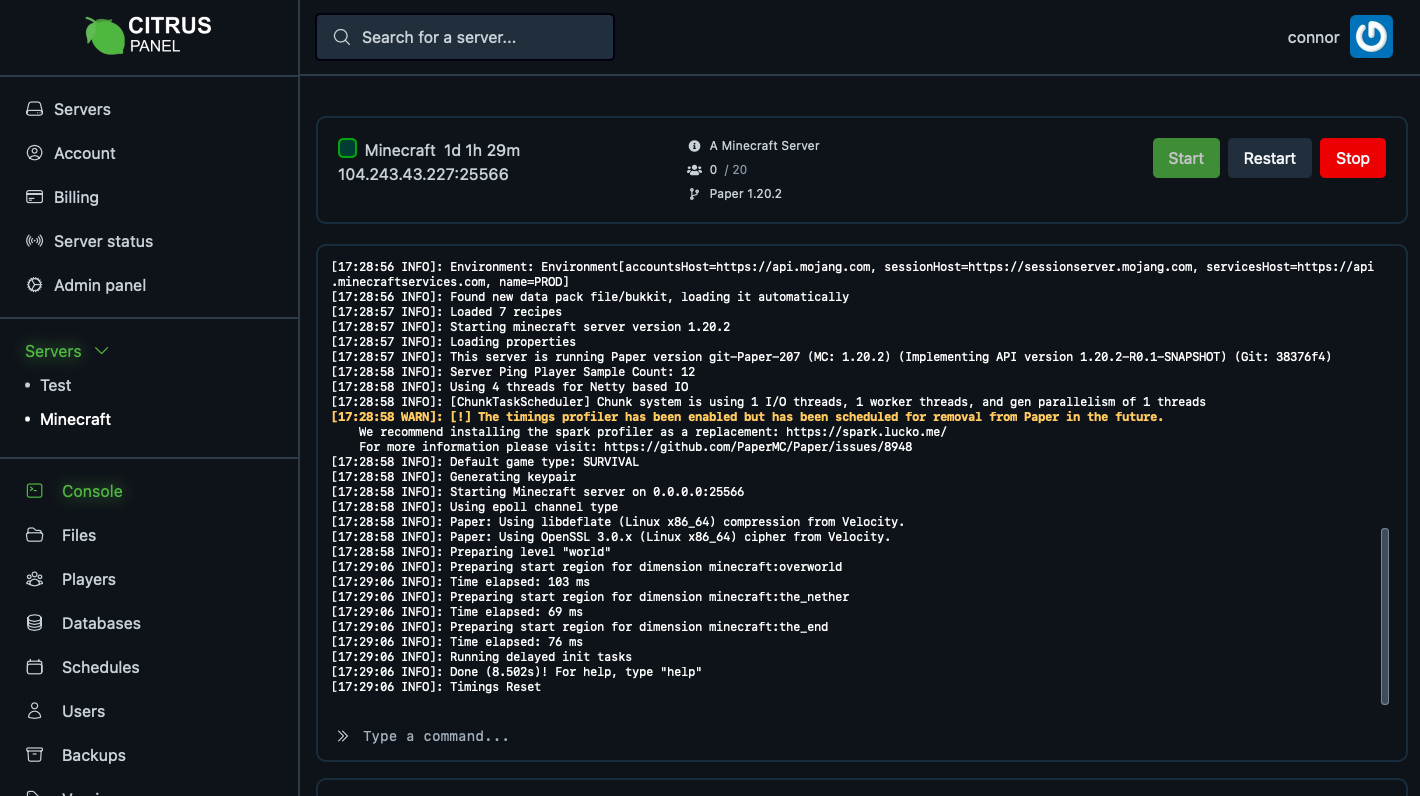 CITRUS
PANEL
Search for a server...
connor
Servers
Account
Billing
Server status
Admin panel
Servers
• Test
• Minecraft
Console
Files
Players
Databases
Schedules
Users
Backups
Minecraft 1d 1h 29m
104.243.43.227:25566
A Minecraft Server
0 / 20
Paper 1.20.2
Start
Restart
Stop
[17:28:56 INFO]: Environment: Environment[accountsHost=https://api.mojang.com, sessionHost=https://sessionserver.mojang.com, servicesHost=https://api
.minecraftservices.com, name=PROD]
[17:28:56 INFO]: Found new data pack file/bukkit, loading it automatically
[17:28:57 INFO]: Loaded 7 recipes
[17:28:57 INFO]: Starting minecraft server version 1.20.2
[17:28:57 INFO]: Loading properties
[17:28:57 INFO]: This server is running Paper version git-Paper-207 (MC: 1.20.2) (Implementing API version 1.20.2-R0.1-SNAPSHOT) (Git: 38376f4)
[17:28:58 INFO]: Server Ping Player Sample Count: 12
[17:28:58 INFO]: Using 4 threads for Netty based IO
[17:28:58 INFO]: [ChunkTaskScheduler] Chunk system is using 1 I/O threads, 1 worker threads, and gen parallelism of 1 threads
[17:28:58 WARN]: [!] The timings profiler has been enabled but has been scheduled for removal from Paper in the future.
We recommend installing the spark profiler as a replacement: https://spark.lucko.me/
For more information please visit: https://github.com/PaperMC/Paper/issues/8948
[17:28:58 INFO]: Default game type: SURVIVAL
[17:28:58 INFO]: Generating keypair
[17:28:58 INFO]: Starting Minecraft server on 0.0.0.0:25566
[17:28:58 INFO]: Using epoll channel type
[17:28:58 INFO]: Paper: Using libdeflate (Linux x86_64) compression from Velocity.
[17:28:58 INFO]: Paper: Using OpenSSL 3.0.x (Linux x86_64) cipher from Velocity.
[17:28:58 INFO]: Preparing level "world"
[17:29:06 INFO]: Preparing start region for dimension minecraft:overworld
[17:29:06 INFO]: Time elapsed: 103 ms
[17:29:06 INFO]: Preparing start region for dimension minecraft:the_nether
[17:29:06 INFO]: Time elapsed: 69 ms
[17:29:06 INFO]: Preparing start region for dimension minecraft:the_end
[17:29:06 INFO]: Time elapsed: 76 ms
[17:29:06 INFO]: Running delayed init tasks
[17:29:06 INFO]: Done (8.502s)! For help, type "help"
[17:29:06 INFO]: Timings Reset
Type a command...